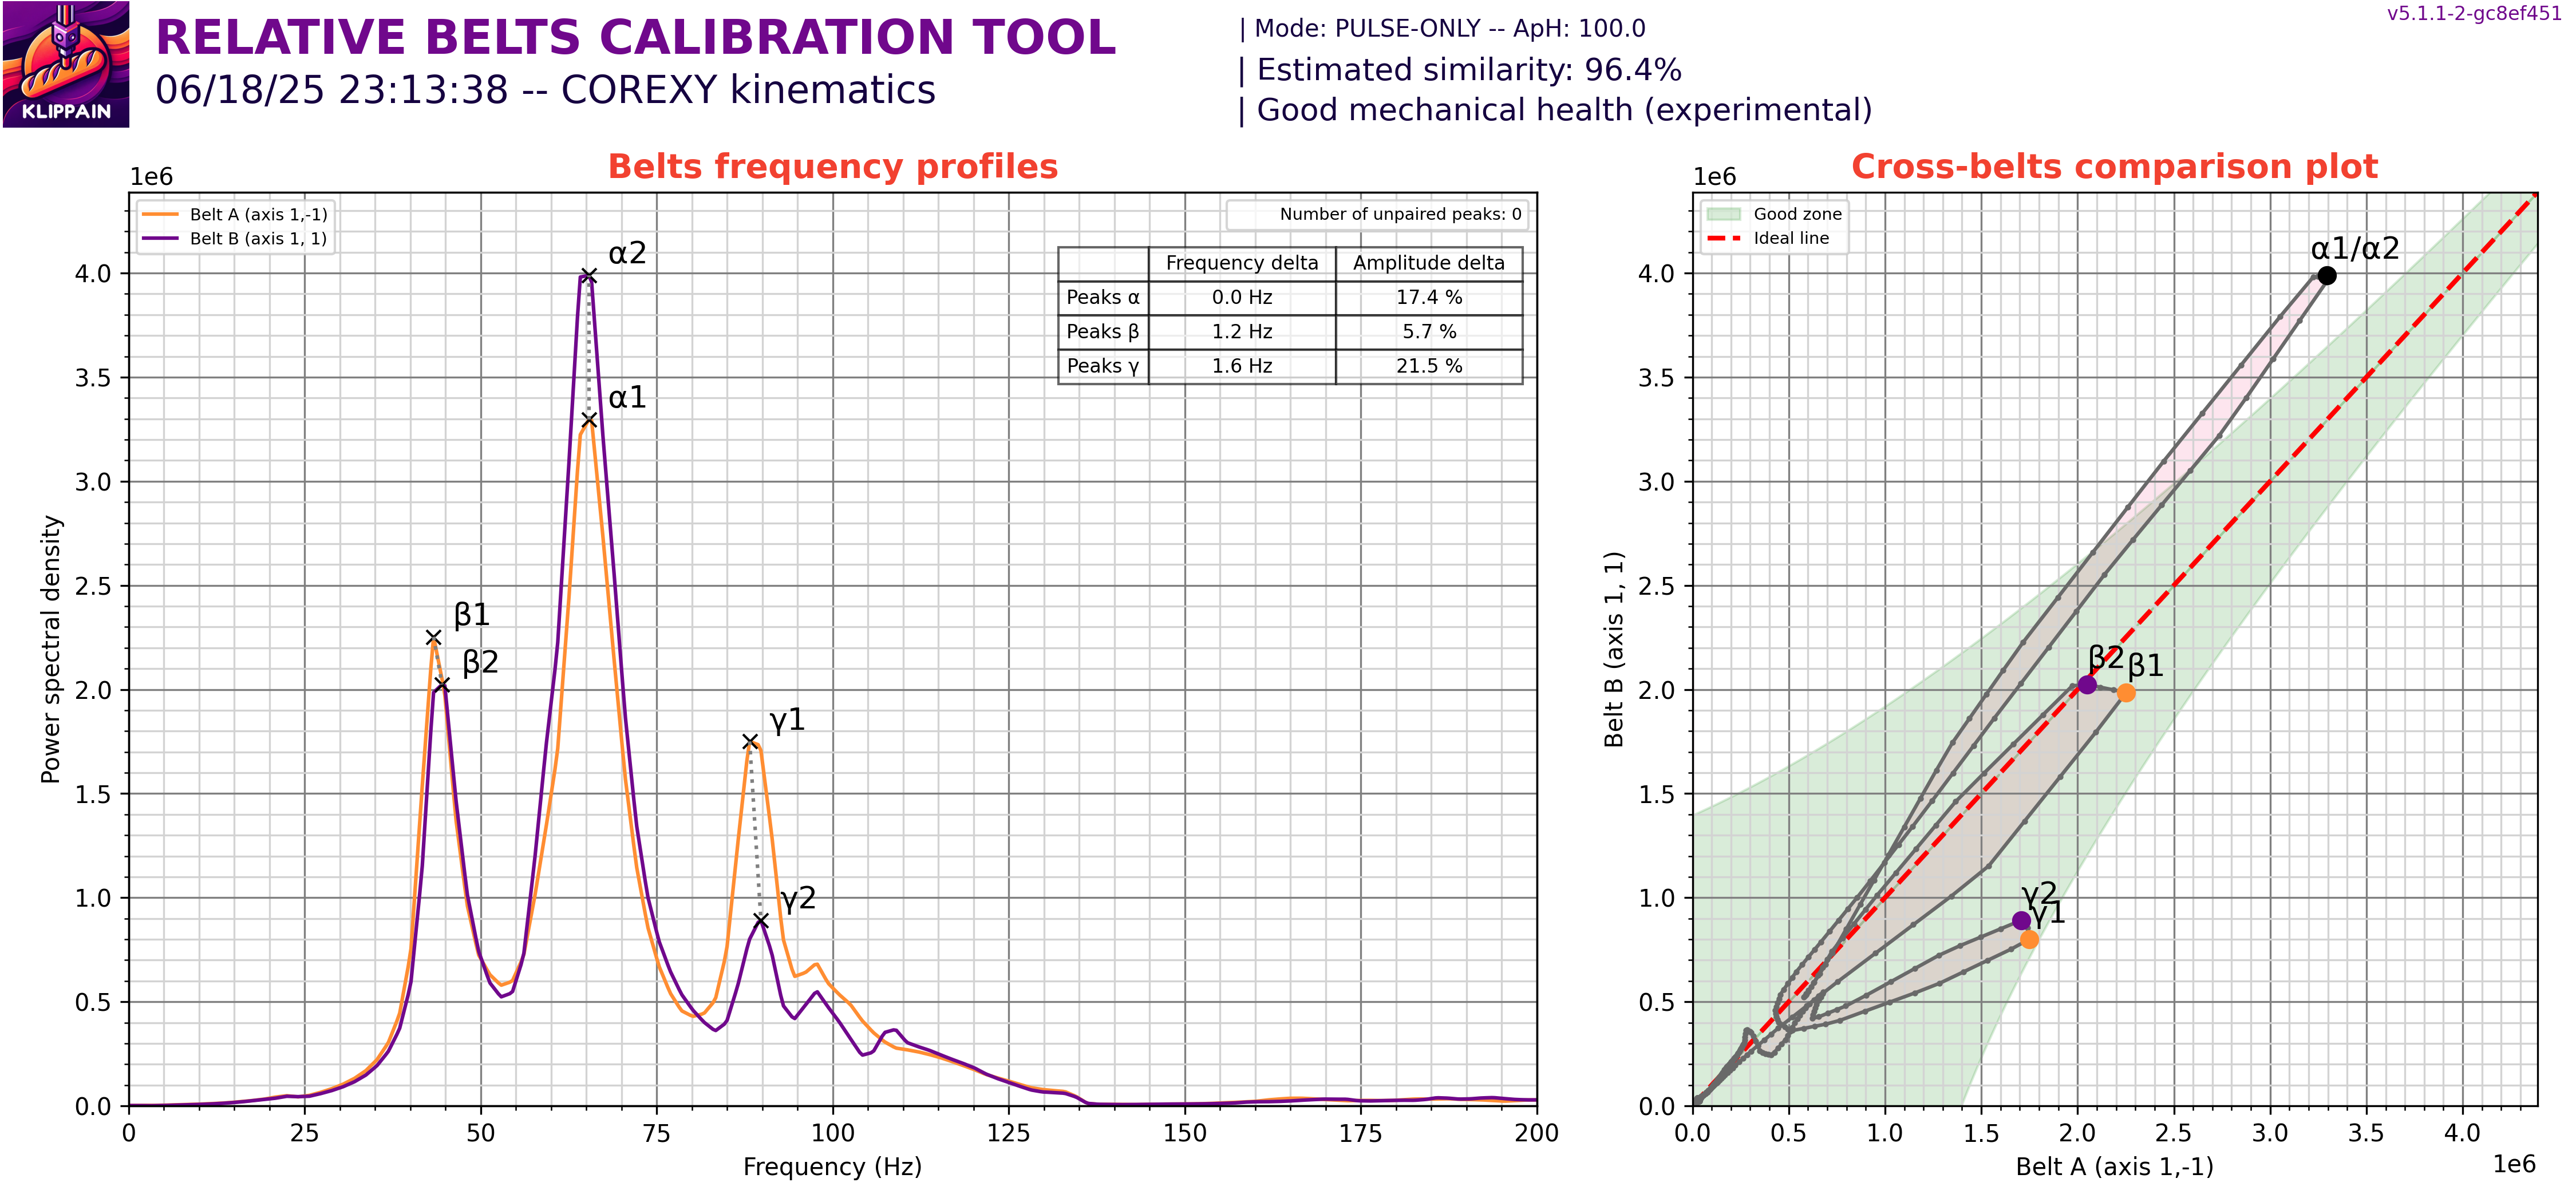 KLIPPAIN
RELATIVE BELTS CALIBRATION TOOL
06/18/25 23:13:38 -- COREXY kinematics
| Mode: PULSE-ONLY -- ApH: 100.0
| Estimated similarity: 96.4%
| Good mechanical health (experimental)
v5.1.1-2-gc8ef451
Belts frequency profiles
1e6
Belt A (axis 1,-1)
Belt B (axis 1, 1)
Number of unpaired peaks: 0
Frequency delta Amplitude delta
Peaks α 0.0 Hz 17.4 %
Peaks β 1.2 Hz 5.7 %
Peaks γ 1.6 Hz 21.5 %
α2
α1
β1
β2
γ1
γ2
Power spectral density
4.0
3.5
3.0
2.5
2.0
1.5
1.0
0.5
0.0
0 25 50 75 100 125 150 175 200
Frequency (Hz)
Cross-belts comparison plot
1e6
Good zone
Ideal line
α1/α2
β2 β1
γ2
γ1
Belt B (axis 1, 1)
4.0
3.5
3.0
2.5
2.0
1.5
1.0
0.5
0.0
0.0 0.5 1.0 1.5 2.0 2.5 3.0 3.5 4.0
Belt A (axis 1,-1)
1e6